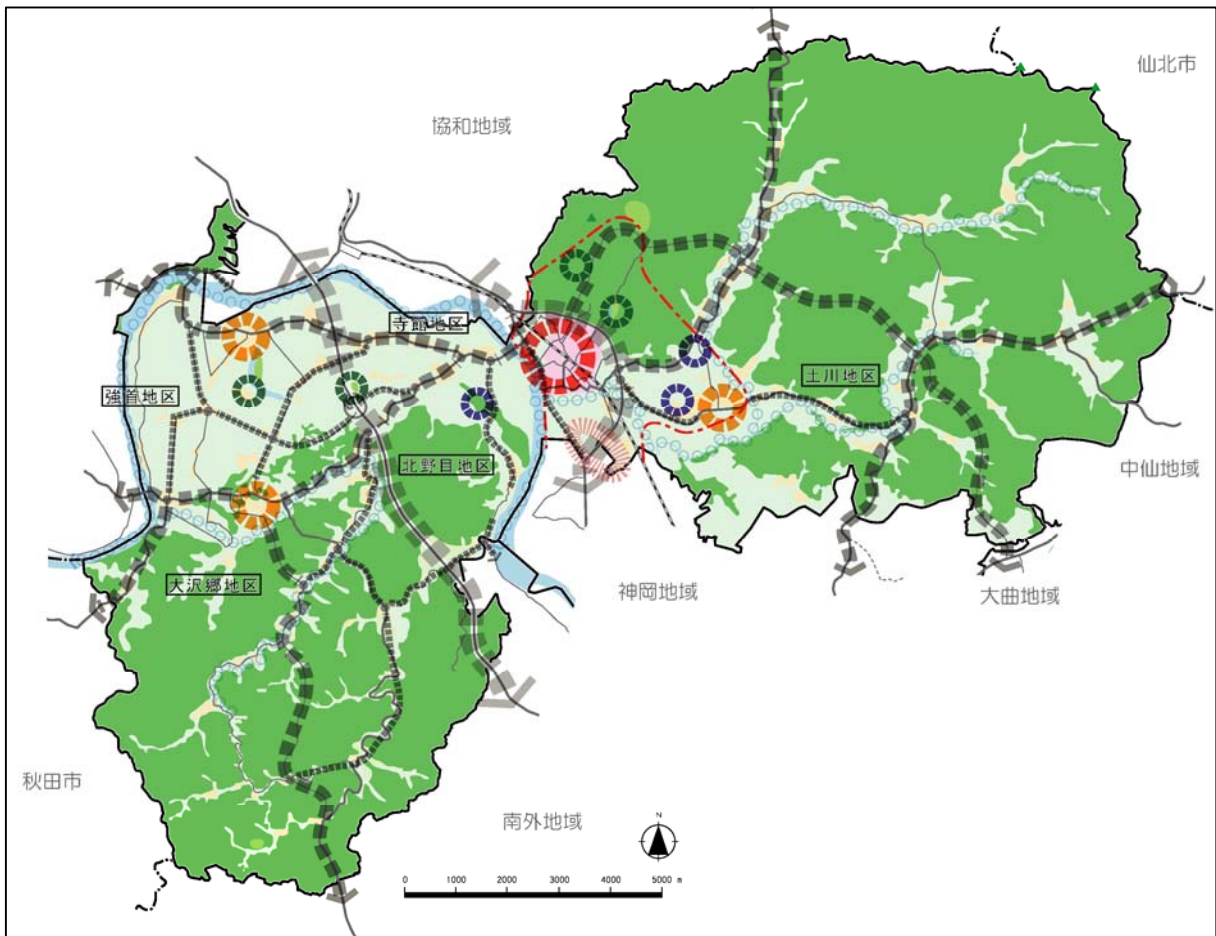 仙北市
協和地域
寺館地区
強首地区
土川地区
北野目地区
中仙地域
大沢郷地区
神岡地域
大曲地域
秋田市
南外地域
N
0 1000 2000 3000 4000 5000 m